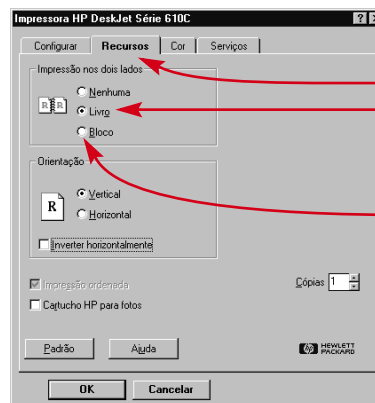 Impressora HP DeskJet Série 610C
Configurar Recursos Cor Serviços
Impressão nos dois lados
Nenhuma
R R
Livro
Bloco
Orientação
Vertical
R
Horizontal
Inverter horizontalmente
Impressão ordenada
Cópias 1
Cartucho HP para fotos
Padrão Ajuda
hp HEWLETT
PACKARD
OK Cancelar